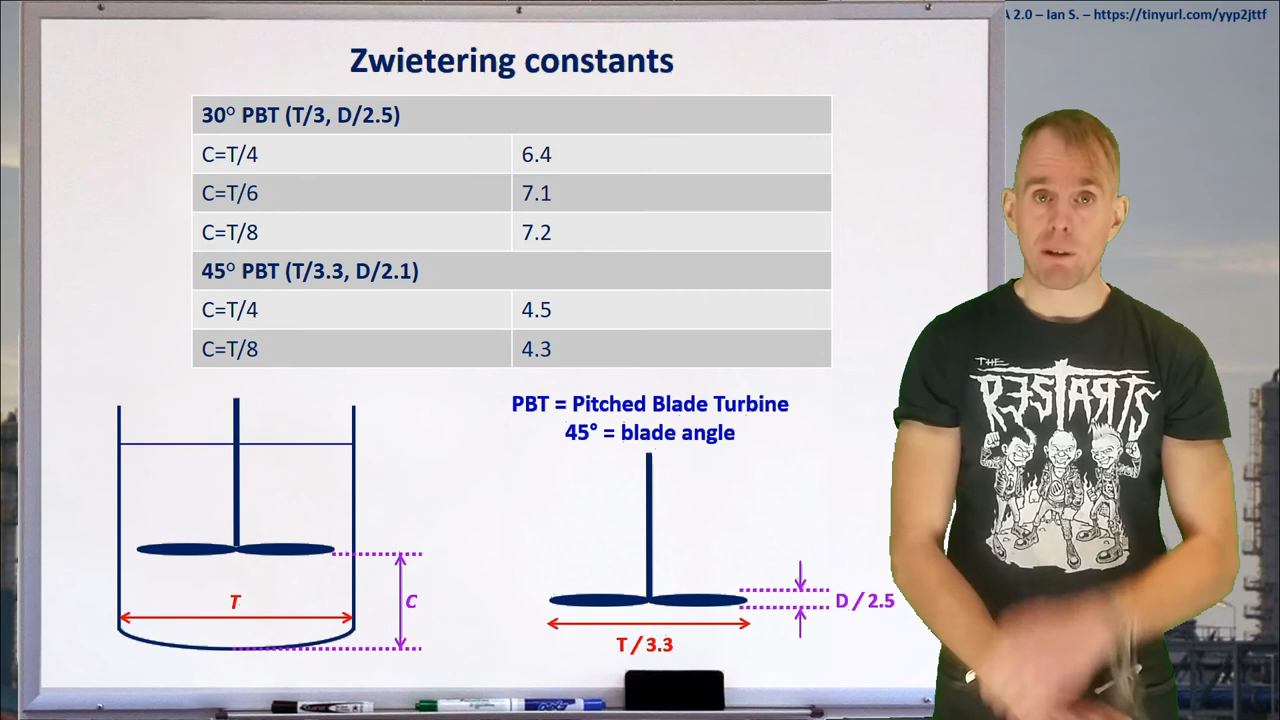 A 2.0 – Ian S. – https://tinyurl.com/yyp2jttf
Zwietering constants
30° PBT (T/3, D/2.5)
C=T/4 6.4
C=T/6 7.1
C=T/8 7.2
45° PBT (T/3.3, D/2.1)
C=T/4 4.5
C=T/8 4.3
PBT = Pitched Blade Turbine
45° = blade angle
T
C
D / 2.5
T / 3.3
THE
RESTARTS